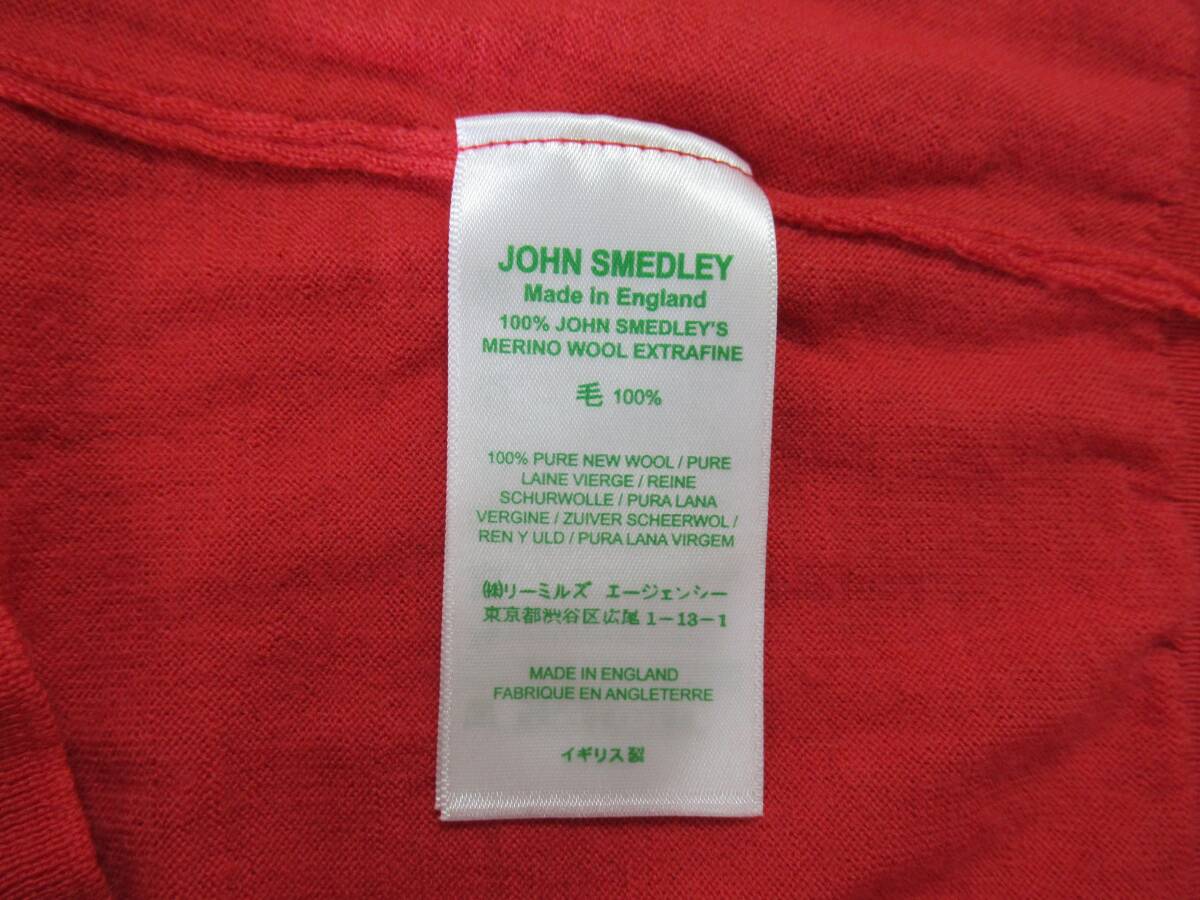 JOHN SMEDLEY
Made in England
100% JOHN SMEDLEY'S
MERINO WOOL EXTRAFINE
毛 100%
100% PURE NEW WOOL / PURE
LAINE VIERGE / REINE
SCHURWOLLE / PURA LANA
VERGINE / ZUIVER SCHEERWOL /
REN Y ULD / PURA LANA VIRGEM
㈱リーミルズ エージェンシー
東京都渋谷区広尾1-13-1
MADE IN ENGLAND
FABRIQUE EN ANGLETERRE
イギリス製